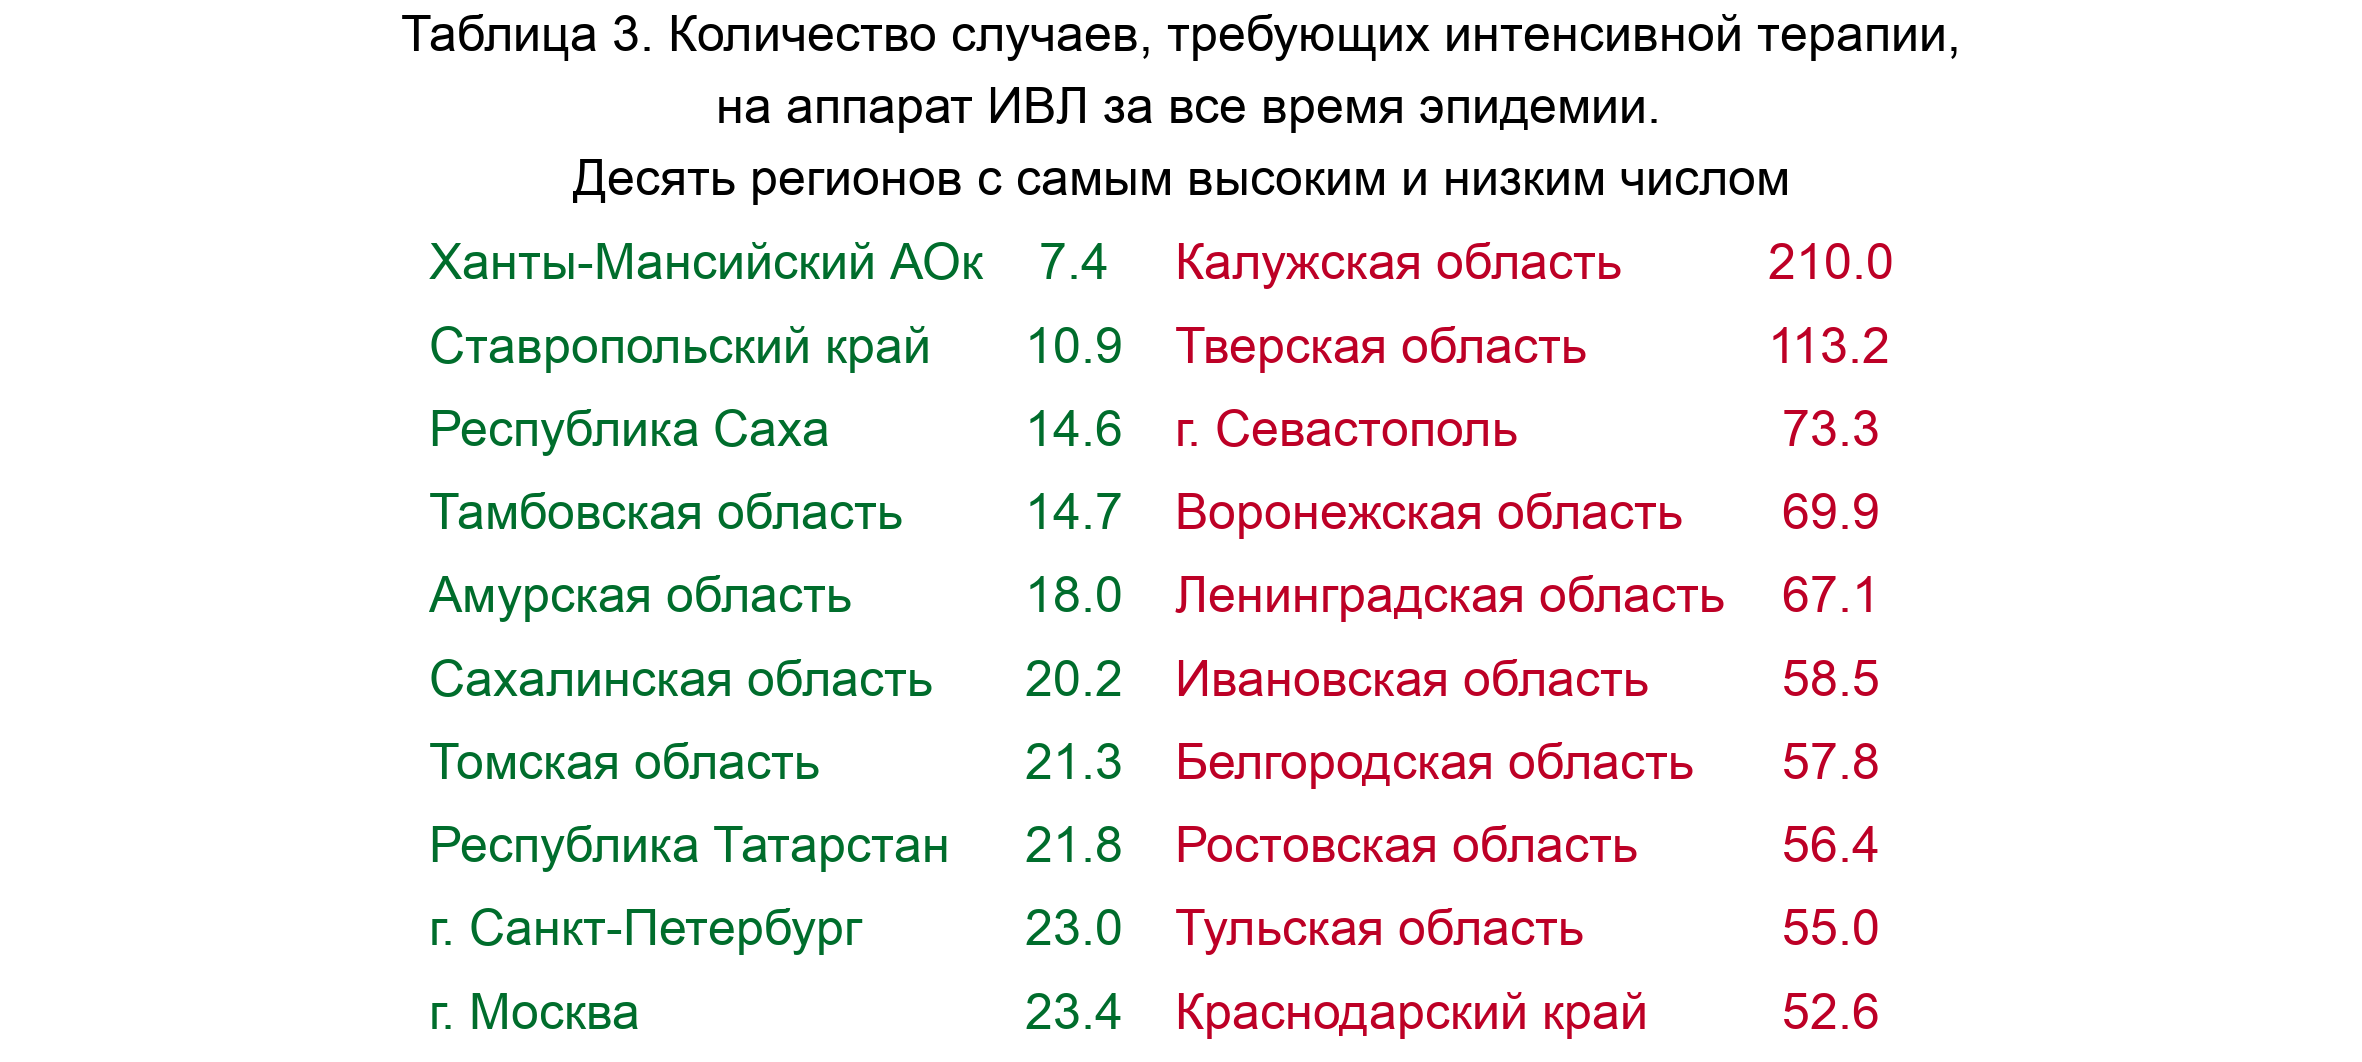 Таблица 3. Количество случаев, требующих интенсивной терапии,
на аппарат ИВЛ за все время эпидемии.
Десять регионов с самым высоким и низким числом
Ханты-Мансийский АОк 7.4 Калужская область 210.0
Ставропольский край 10.9 Тверская область 113.2
Республика Саха 14.6 г. Севастополь 73.3
Тамбовская область 14.7 Воронежская область 69.9
Амурская область 18.0 Ленинградская область 67.1
Сахалинская область 20.2 Ивановская область 58.5
Томская область 21.3 Белгородская область 57.8
Республика Татарстан 21.8 Ростовская область 56.4
г. Санкт-Петербург 23.0 Тульская область 55.0
г. Москва 23.4 Краснодарский край 52.6